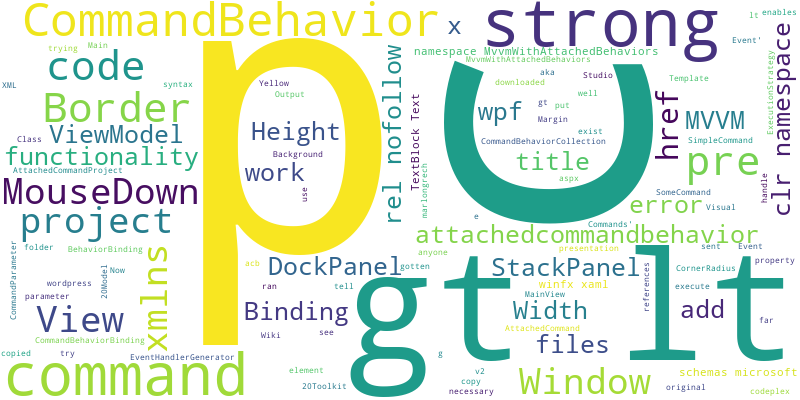 CommandBehavior
x
strong
lt
enables
trying
Main
namespace MvvmWithAttachedBehaviors
Event'
code
MvvmWithAttachedBehaviors
XML
syntax
Yellow
aka
Studio
Template
Output
downloaded
well
clr namespace
ExecutionStrategy
Border
p
rel nofollow
TextBlock Text
U
wpf
gt
put
href
MVVM
Class
ViewModel
Height
Margin
exist
CommandBehaviorCollection
SimpleCommand
functionality
Background
title
pre
AttachedCommandProject
work
aspx
handle
MouseDown
use
marlongrech
SomeCommand
project
e
Commands'
error
Visual
attachedcommandbehavior
CommandParameter
folder
BehaviorBinding
xmlns
acb
DockPanel
gotten
anyone
presentation
StackPanel
sent
Event
Now
CornerRadius
property
wordpress
20Model
ran
tell
gt
winfx xaml
references
lt
execute
parameter
MainView
View
Binding
Width
add
far
AttachedCommand
CommandBehaviorBinding
Wiki
see
files
copied
try
EventHandlerGenerator
g
command
element
v2
Window
schemas microsoft
20Toolkit
copy
necessary
original
codeplex